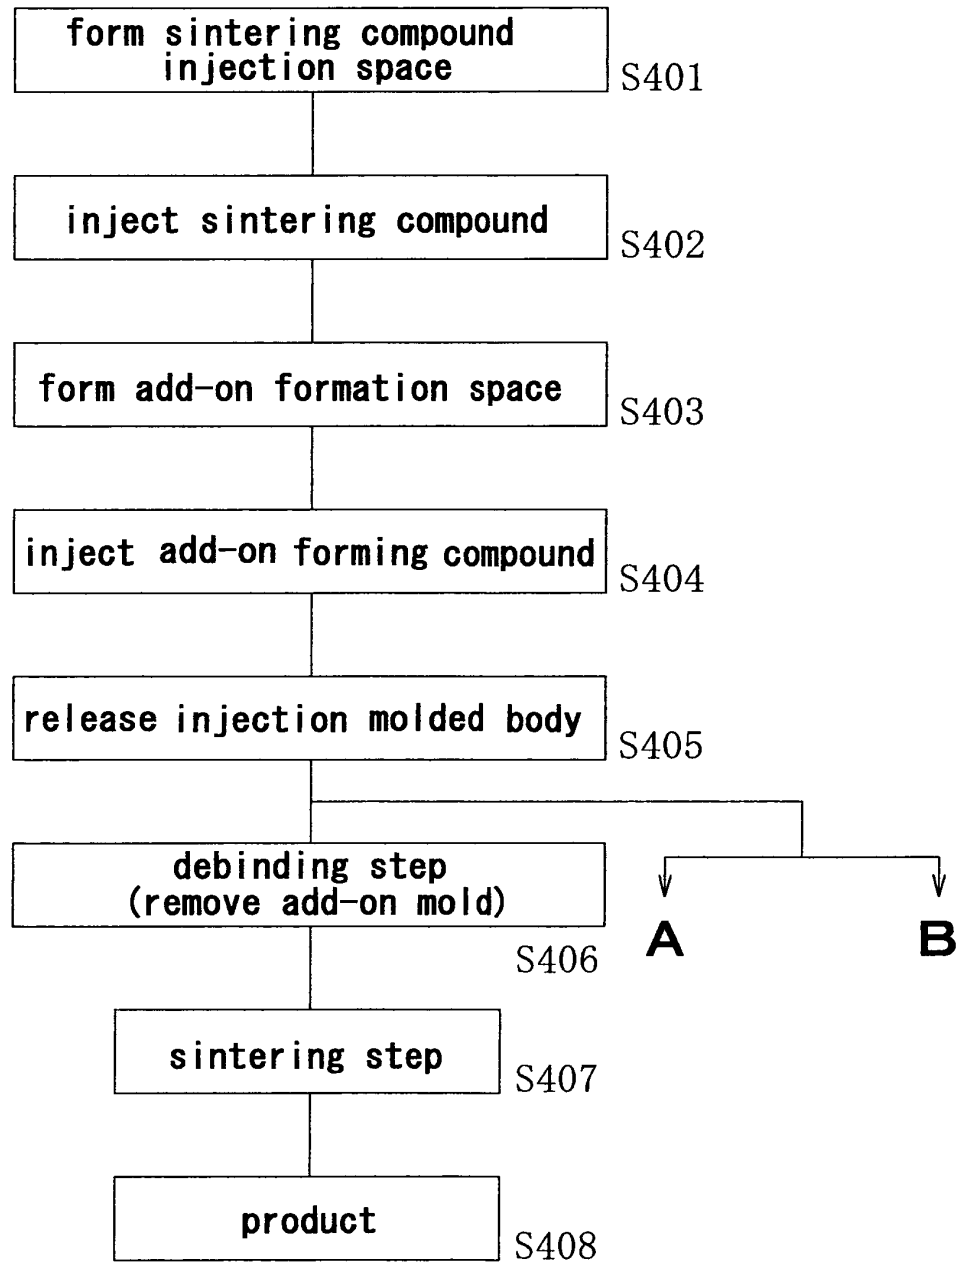 form sintering compound
injection space
S401
inject sintering compound
S402
form add-on formation space
S403
inject add-on forming compound
S404
release injection molded body
S405
debinding step
(remove add-on mold)
S406
A
B
sintering step
S407
product
S408